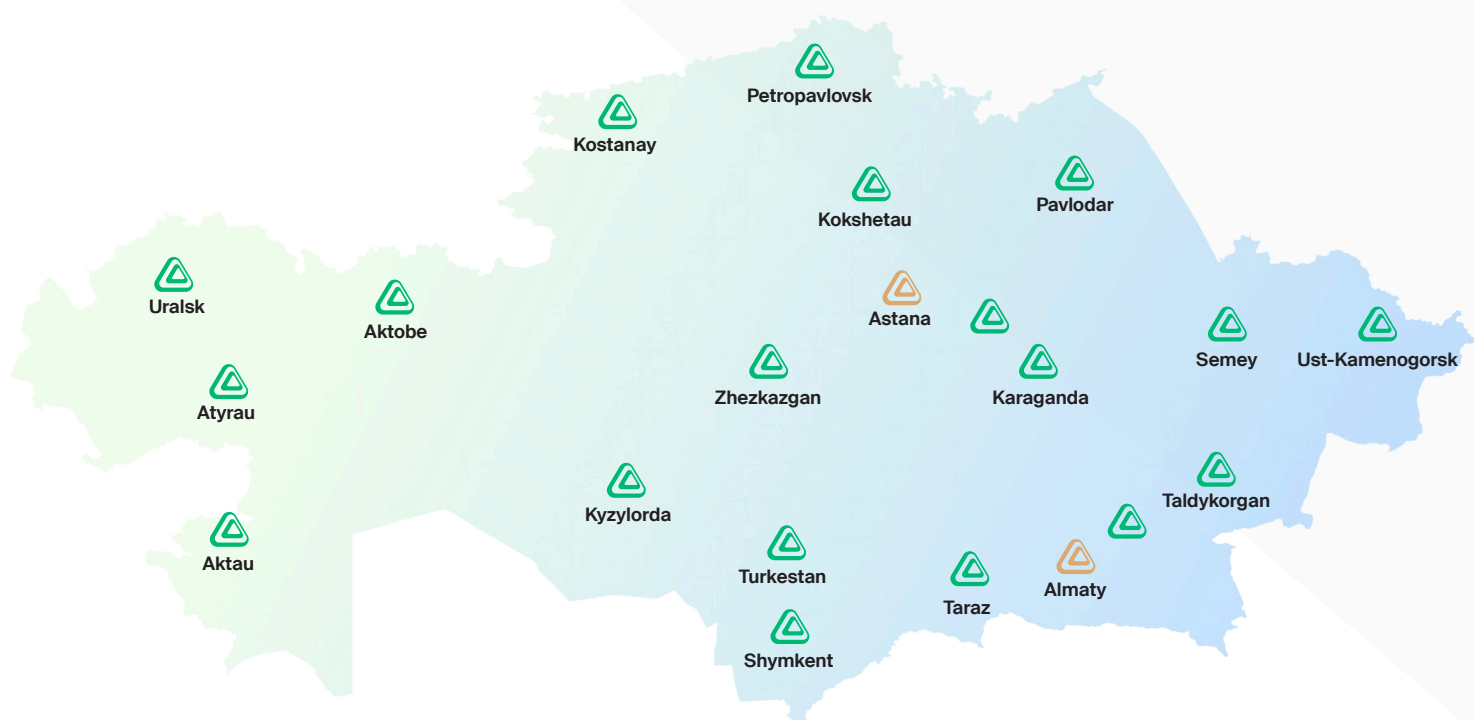 Petropavlovsk
Kostanay
Pavlodar
Kokshetau
Uralsk
Astana
Aktobe
Semey
Ust-Kamenogorsk
Zhezkazgan
Karaganda
Atyrau
Taldykorgan
Kyzylorda
Aktau
Turkestan
Almaty
Taraz
Shymkent